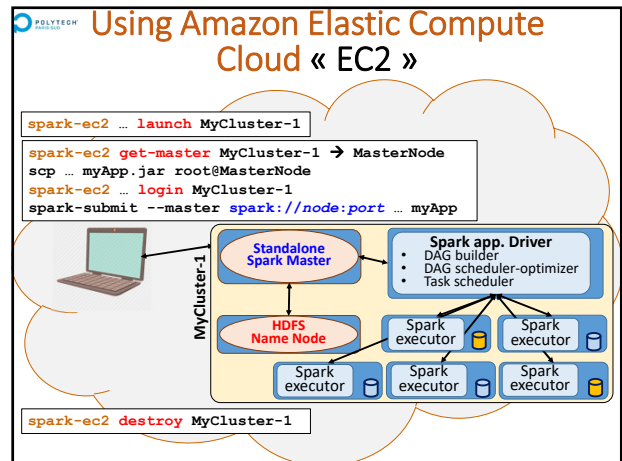 POLYTECH
PARIS-SUD
Using Amazon Elastic Compute
Cloud « EC2 »
spark-ec2 … launch MyCluster-1
spark-ec2 get-master MyCluster-1 → MasterNode
scp … myApp.jar root@MasterNode
spark-ec2 … login MyCluster-1
spark-submit --master spark://node:port … myApp
MyCluster-1
Standalone
Spark Master
Spark app. Driver
• DAG builder
• DAG scheduler-optimizer
• Task scheduler
HDFS
Name Node
Spark
executor
Spark
executor
Spark
executor
Spark
executor
Spark
executor
spark-ec2 destroy MyCluster-1